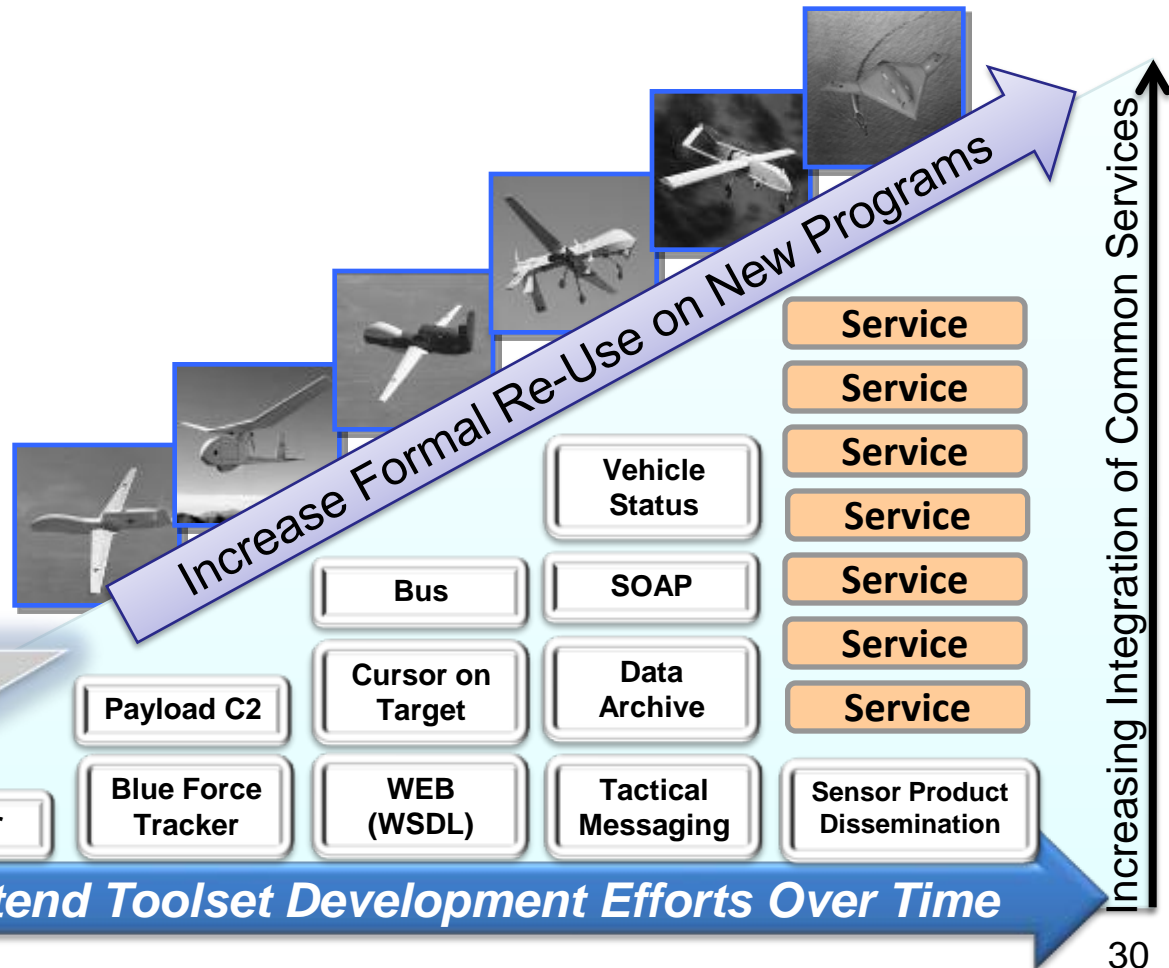 Increase Formal Re-Use on New Programs
Increasing Integration of Common Services
Service
Service
Service
Service
Service
Service
Service
Vehicle
Status
Bus
SOAP
Cursor on
Target
Data
Archive
Payload C2
Blue Force
Tracker
WEB
(WSDL)
Tactical
Messaging
Sensor Product
Dissemination
Toolset Development Efforts Over Time
30